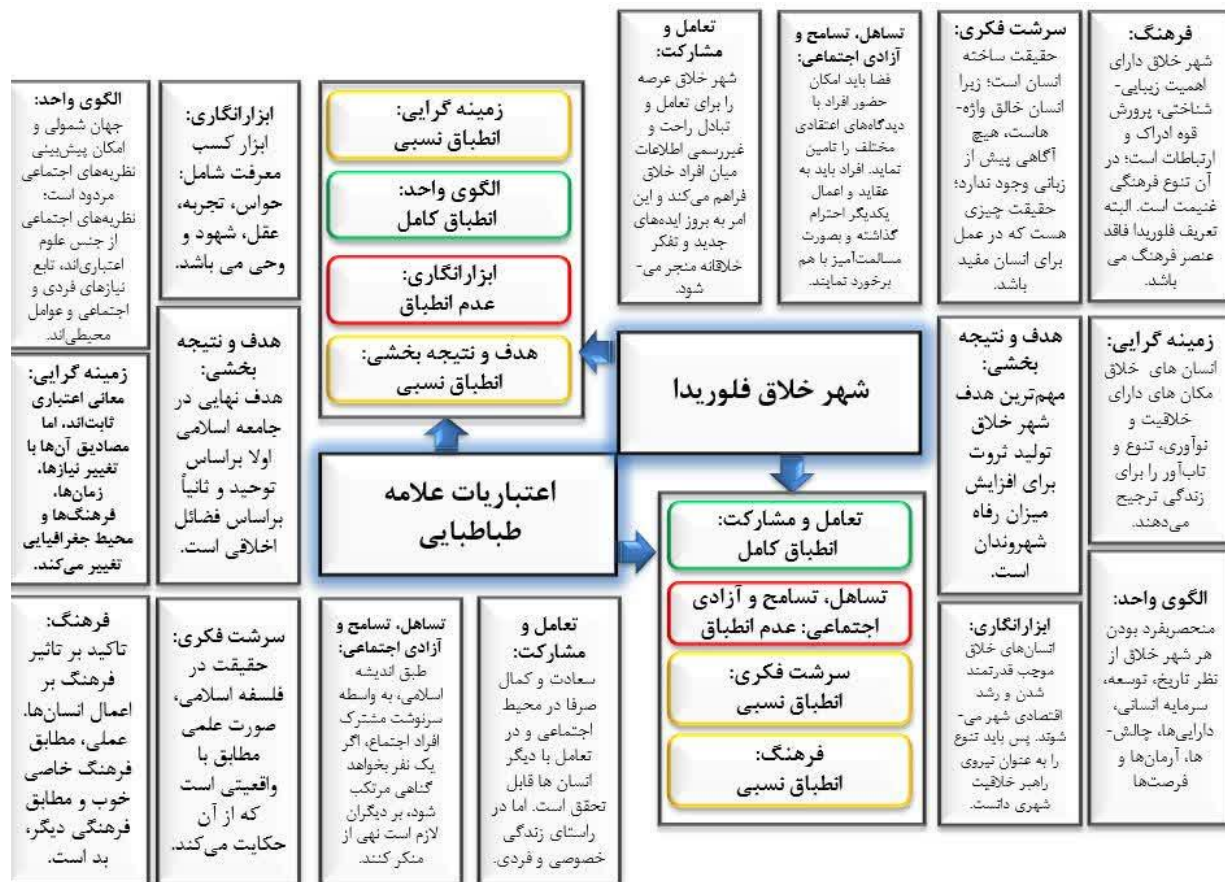 فرهنگ:
شهر خلاق دارای
اهمیت زیبایی-
شناختی، پرورش
قوه ادراک و
ارتباطات است؛ در
آن تنوع فرهنگی
غنیمت است. البته
تعریف فلوریدا فاقد
عنصر فرهنگ می
باشد.
سرشت فکری:
حقیقت ساخته
انسان است؛ زیرا
انسان خالق واژه-
هاست، هیچ
آگاهی پیش از
زبانی وجود ندارد؛
حقیقت چیزی
هست که در عمل
برای انسان مفید
باشد.
تساهل، تسامح و
آزادی اجتماعی:
فضا باید امکان
حضور افراد با
دیدگاه‌های اعتقادی
مختلف را تامین
نماید. افراد باید به
عقاید و اعمال
یکدیگر احترام
گذاشته و بصورت
مسالمت‌آمیز با هم
برخورد نمایند.
تعامل و
مشارکت:
شهر خلاق عرصه
را برای تعامل و
تبادل راحت و
غیررسمی اطلاعات
میان افراد خلاق
فراهم می‌کند و این
امر به بروز ایده‌های
جدید و تفکر
خلاقانه منجر می-
شود.
زمینه گرایی:
انطباق نسبی
الگوی واحد:
انطباق کامل
ابزارانگاری:
عدم انطباق
هدف و نتیجه بخشی:
انطباق نسبی
ابزارانگاری:
ابزار کسب
معرفت شامل:
حواس، تجربه،
عقل، شهود و
وحی می باشد.
الگوی واحد:
جهان شمولی و
امکان پیش‌بینی
نظریه‌های اجتماعی
مردود است؛
نظریه‌های اجتماعی
از جنس علوم
اعتباری‌اند، تابع
نیازهای فردی و
اجتماعی و عوامل
محیطی‌اند.
زمینه گرایی:
انسان های خلاق
مکان های دارای
خلاقیت و
نوآوری، تنوع و
تاب‌آور را برای
زندگی ترجیح
می‌دهند.
هدف و نتیجه
بخشی:
مهم‌ترین هدف
شهر خلاق
تولید ثروت
برای افزایش
میزان رفاه
شهروندان
است.
شهر خلاق فلوریدا
اعتباریات علامه
طباطبایی
هدف و نتیجه
بخشی:
هدف نهایی در
جامعه اسلامی
اولا براساس
توحید و ثانیاً
براساس فضائل
اخلاقی است.
زمینه گرایی:
معانی اعتباری
ثابت‌اند، اما
مصادیق آن‌ها با
تغییر نیازها،
زمان‌ها،
فرهنگ‌ها و
محیط جغرافیایی
تغییر می‌کند.
الگوی واحد:
منحصربفرد بودن
هر شهر خلاق از
نظر تاریخ، توسعه،
سرمایه انسانی،
دارایی‌ها، چالش-
ها، آرمان‌ها و
فرصت‌ها
ابزارانگاری:
انسان‌های خلاق
موجب قدرتمند
شدن و رشد
اقتصادی شهر می-
شوند. پس باید تنوع
را به عنوان نیروی
راهبر خلاقیت
شهری دانست.
تعامل و مشارکت:
انطباق کامل
تساهل، تسامح و آزادی
اجتماعی: عدم انطباق
سرشت فکری:
انطباق نسبی
فرهنگ:
انطباق نسبی
تعامل و
مشارکت:
سعادت و کمال
صرفا در محیط
اجتماعی و در
تعامل با دیگر
انسان ها قابل
تحقق است. اما در
راستای زندگی
خصوصی و فردی.
تساهل، تسامح و
آزادی اجتماعی:
طبق اندیشه
اسلامی، به واسطه
سرنوشت مشترک
افراد اجتماع، اگر
یک نفر بخواهد
گناهی مرتکب
شود، بر دیگران
لازم است نهی از
منکر کنند.
سرشت فکری:
حقیقت در
فلسفه اسلامی،
صورت علمی
مطابق با
واقعیتی است
که از آن
حکایت می‌کند.
فرهنگ:
تاکید بر تاثیر
فرهنگ بر
اعمال انسان‌ها.
عملی، مطابق
فرهنگ خاصی
خوب و مطابق
فرهنگی دیگر،
بد است.